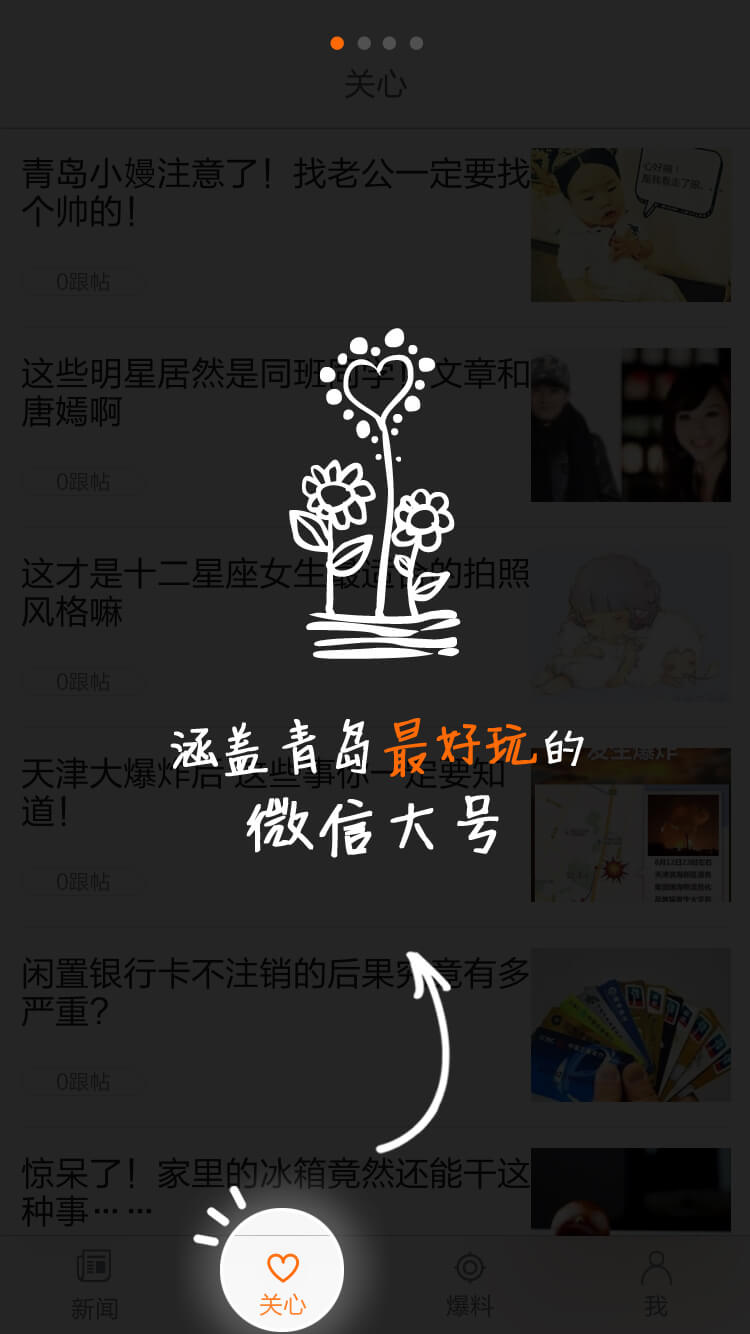 关心
青岛小嫚注意了！找老公一定要找
个帅的！
0跟帖
这些明星居然是同班同学！文章和
唐嫣啊
0跟帖
这才是十二星座女生最适合的拍照
风格嘛
0跟帖
涵盖青岛最好玩的
天津大爆炸后 这些事你一定要知
道！
微信大号
发生爆炸
0跟帖
闲置银行卡不注销的后果究竟有多
严重？
0跟帖
惊呆了！家里的冰箱竟然还能干这
种事……
新闻
关心
爆料
我